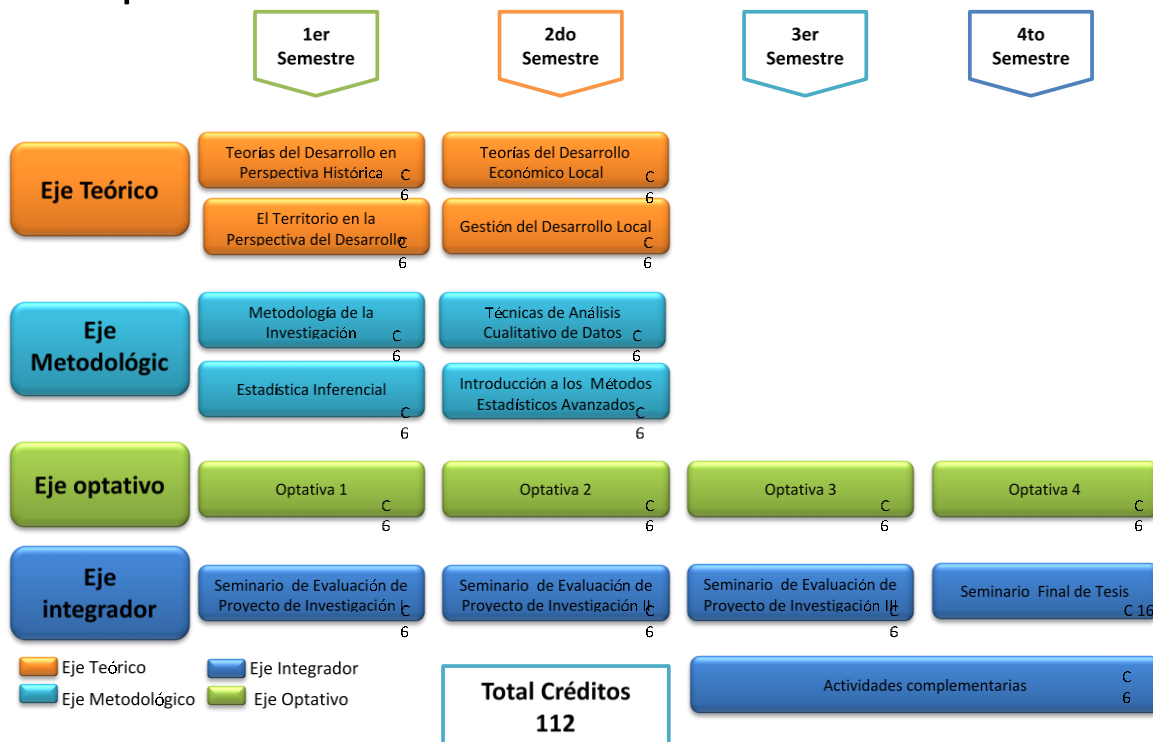 1er
Semestre
2do
Semestre
3er
Semestre
4to
Semestre
Eje Teórico
Teorías del Desarrollo en
Perspectiva Histórica
C
6
Teorías del Desarrollo
Económico Local
C
6
El Territorio en la
Perspectiva del Desarrollo
C
6
Gestión del Desarrollo Local
C
6
Eje
Metodológic
Metodología de la
Investigación
C
6
Técnicas de Análisis
Cualitativo de Datos
C
6
Estadística Inferencial
C
6
Introducción a los Métodos
Estadísticos Avanzados
C
6
Eje optativo
Optativa 1
C
6
Optativa 2
C
6
Optativa 3
C
6
Optativa 4
C
6
Eje
integrador
Seminario de Evaluación de
Proyecto de Investigación I
C
6
Seminario de Evaluación de
Proyecto de Investigación II
C
6
Seminario de Evaluación de
Proyecto de Investigación III
C
6
Seminario Final de Tesis
C 16
Eje Teórico
Eje Integrador
Eje Metodológico
Eje Optativo
Total Créditos
112
Actividades complementarias
C
6